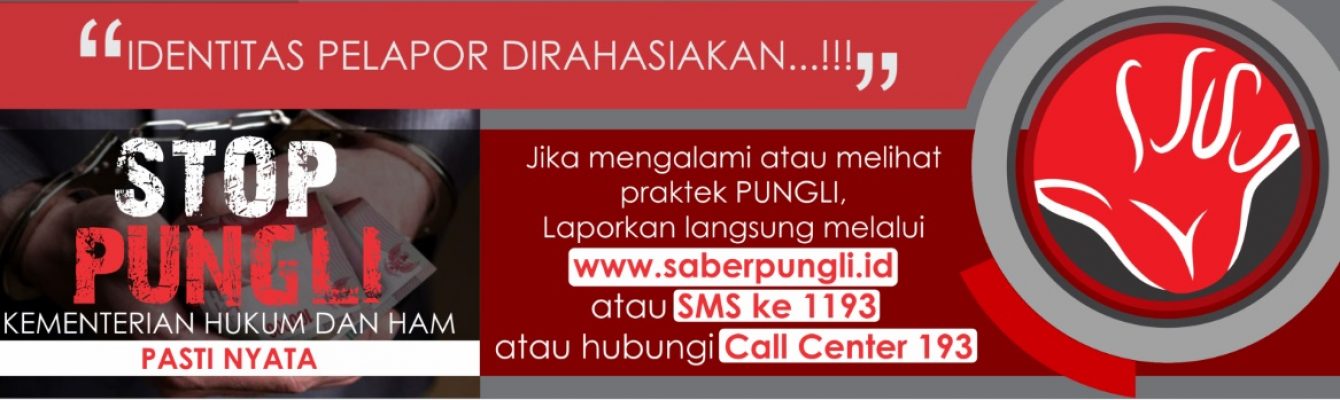 “IDENTITAS PELAPOR DIRAHASIAKAN...!!!„
STOP
PUNGLI
KEMENTERIAN HUKUM DAN HAM
PASTI NYATA
Jika mengalami atau melihat
praktek PUNGLI,
Laporkan langsung melalui
www.saberpungli.id
atau SMS ke 1193
atau hubungi Call Center 193